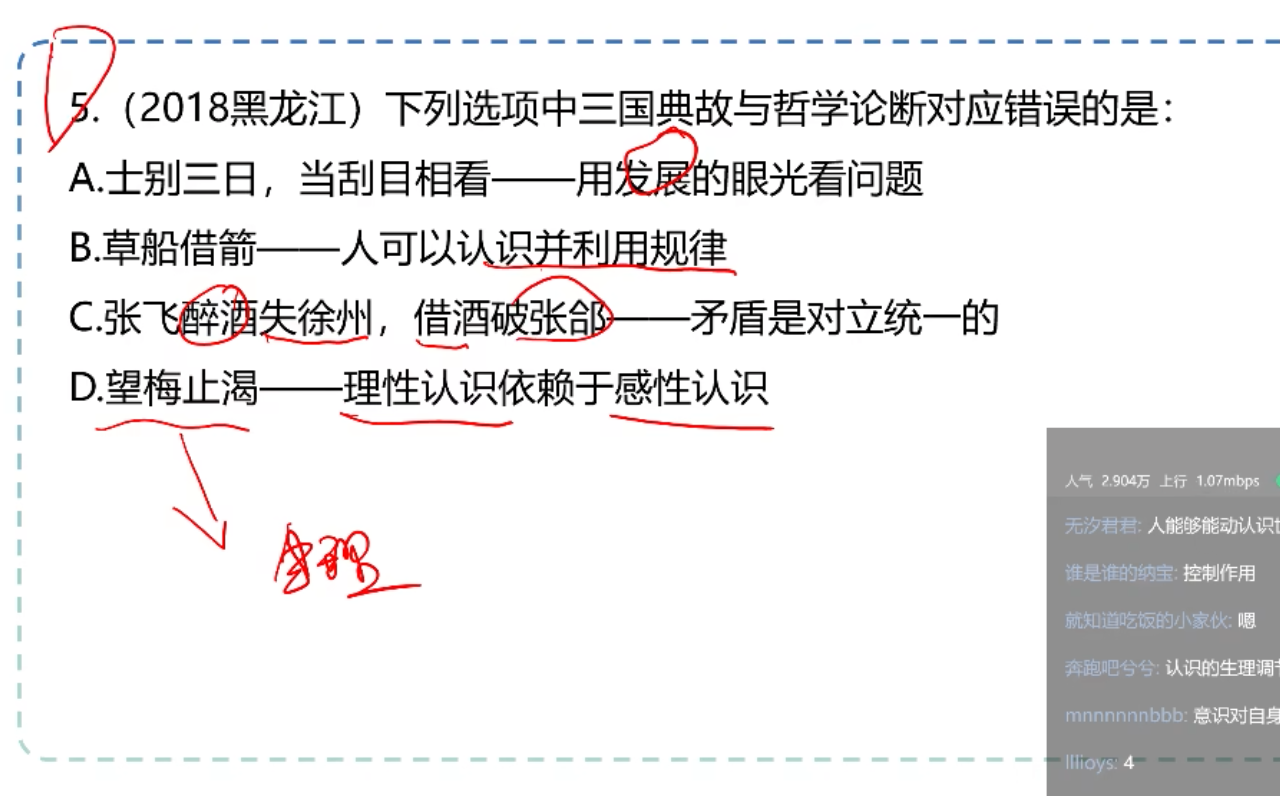 5.（2018黑龙江）下列选项中三国典故与哲学论断对应错误的是：
A.士别三日，当刮目相看——用发展的眼光看问题
B.草船借箭——人可以认识并利用规律
C.张飞醉酒失徐州，借酒破张郃——矛盾是对立统一的
D.望梅止渴——理性认识依赖于感性认识
生理
人气 2.904万 上行 1.07mbps
无汐君君: 人能够能动认识世
谁是谁的纳宝: 控制作用
就知道吃饭的小家伙: 嗯
奔跑吧兮兮: 认识的生理调节
mnnnnnnbbb: 意识对自身
lllioys: 4